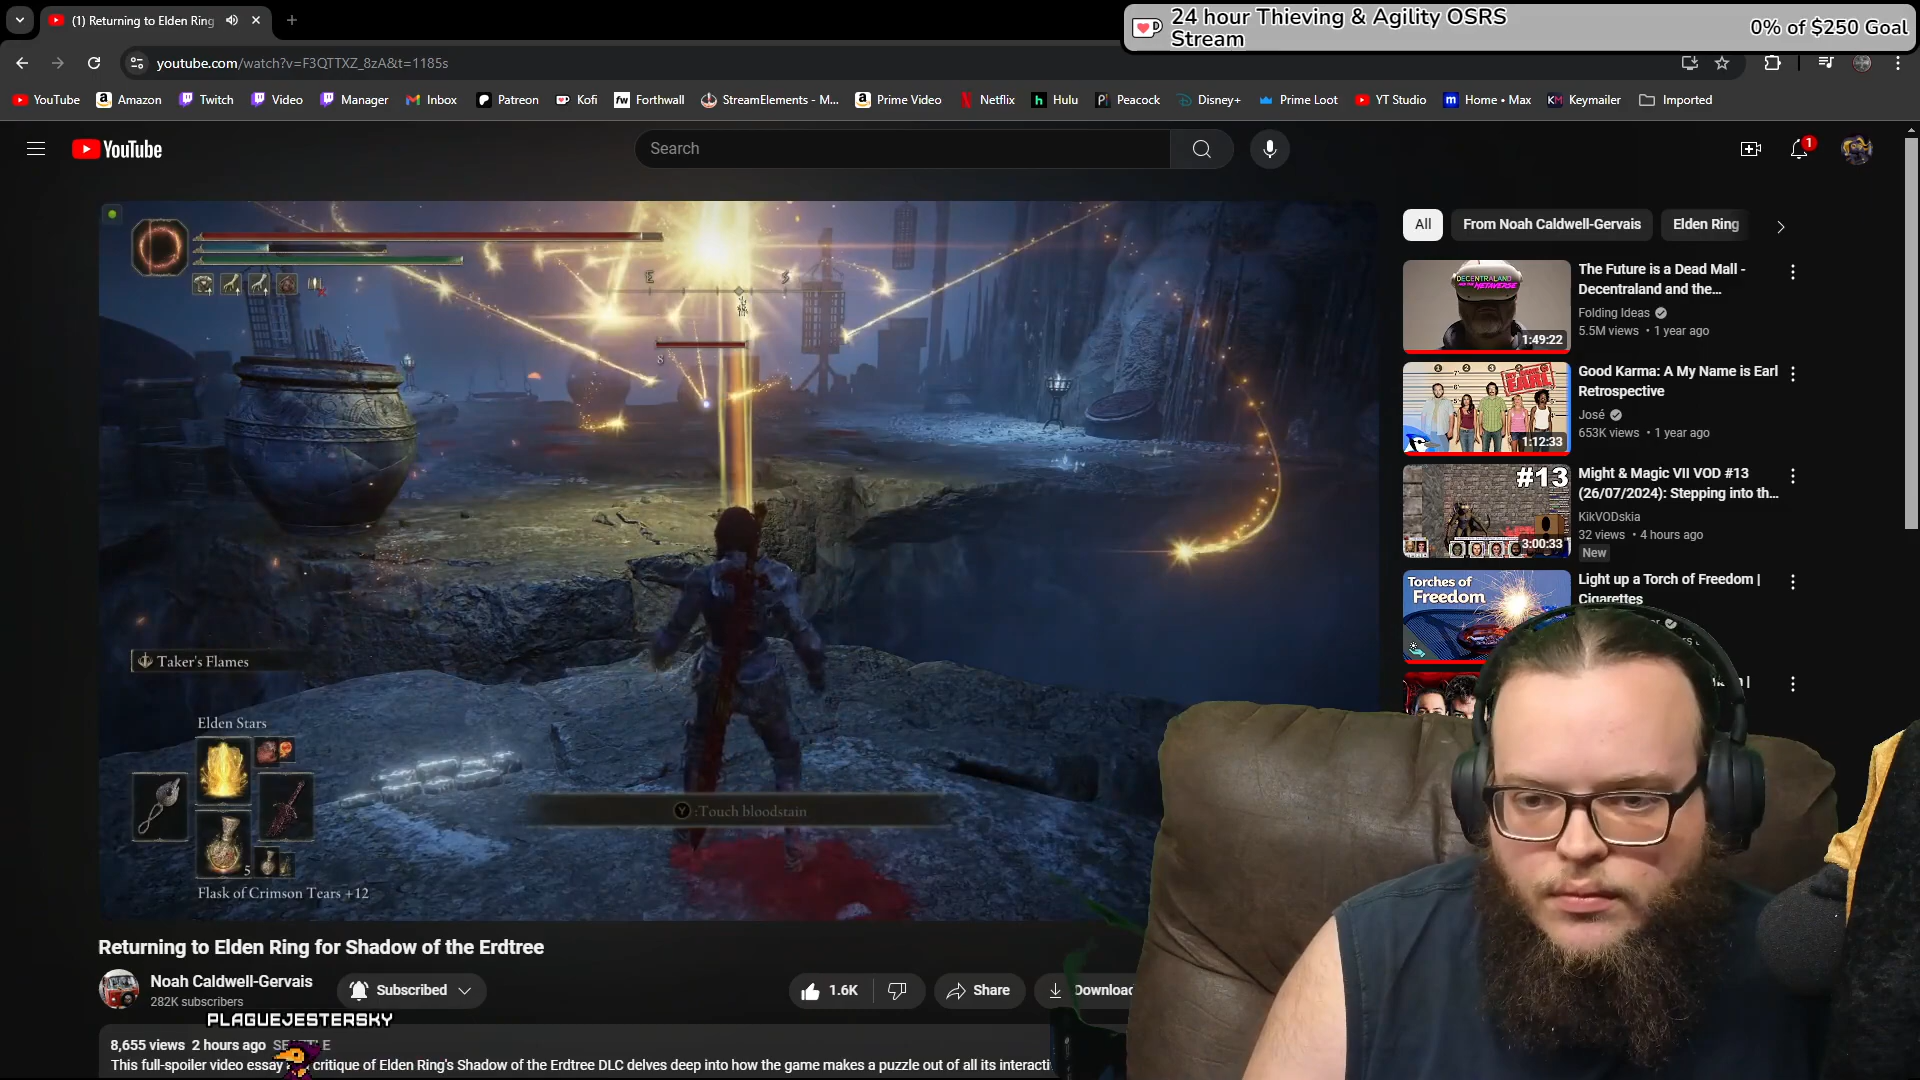 (1) Returning to Elden Ring
24 hour Thieving & Agility OSRS
Stream
0% of $250 Goal
youtube.com/watch?v=F3QTTXZ_8zA&t=1185s
YouTube
Amazon
Twitch
Video
Manager
Inbox
Patreon
Kofi
Forthwall
StreamElements - M...
Prime Video
Netflix
Hulu
Peacock
Disney+
Prime Loot
YT Studio
Home • Max
Keymailer
Imported
YouTube
Search
1
E
S
8
Taker's Flames
Elden Stars
5
Flask of Crimson Tears +12
Y :Touch bloodstain
All
From Noah Caldwell-Gervais
Elden Ring
DECENTRALAND
1:49:22
The Future is a Dead Mall -
Decentraland and the...
Folding Ideas
5.5M views • 1 year ago
EARL
1:12:33
Good Karma: A My Name is Earl
Retrospective
José
653K views • 1 year ago
#13
3:00:33
Might & Magic VII VOD #13
(26/07/2024): Stepping into th...
KikVODskia
32 views • 4 hours ago
New
Torches of
Freedom
Light up a Torch of Freedom |
Cigarettes
Returning to Elden Ring for Shadow of the Erdtree
Noah Caldwell-Gervais
282K subscribers
Subscribed
1.6K
Share
Download
PLAGUEJESTERSKY
8,655 views 2 hours ago
This full-spoiler video essay critique of Elden Ring's Shadow of the Erdtree DLC delves deep into how the game makes a puzzle out of all its interacti